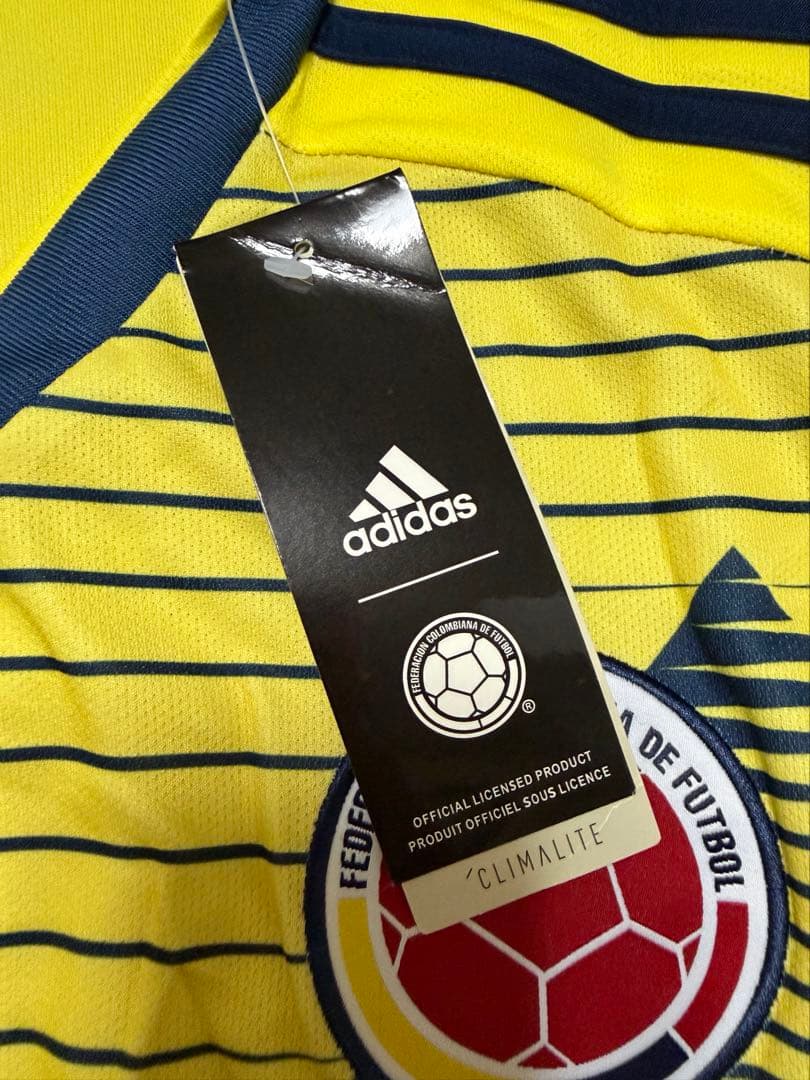 adidas
FEDERACION COLOMBIANA DE FUTBOL
®
OFFICIAL LICENSED PRODUCT
PRODUIT OFFICIEL SOUS LICENCE
´CLIMALITE
DE FUTBOL